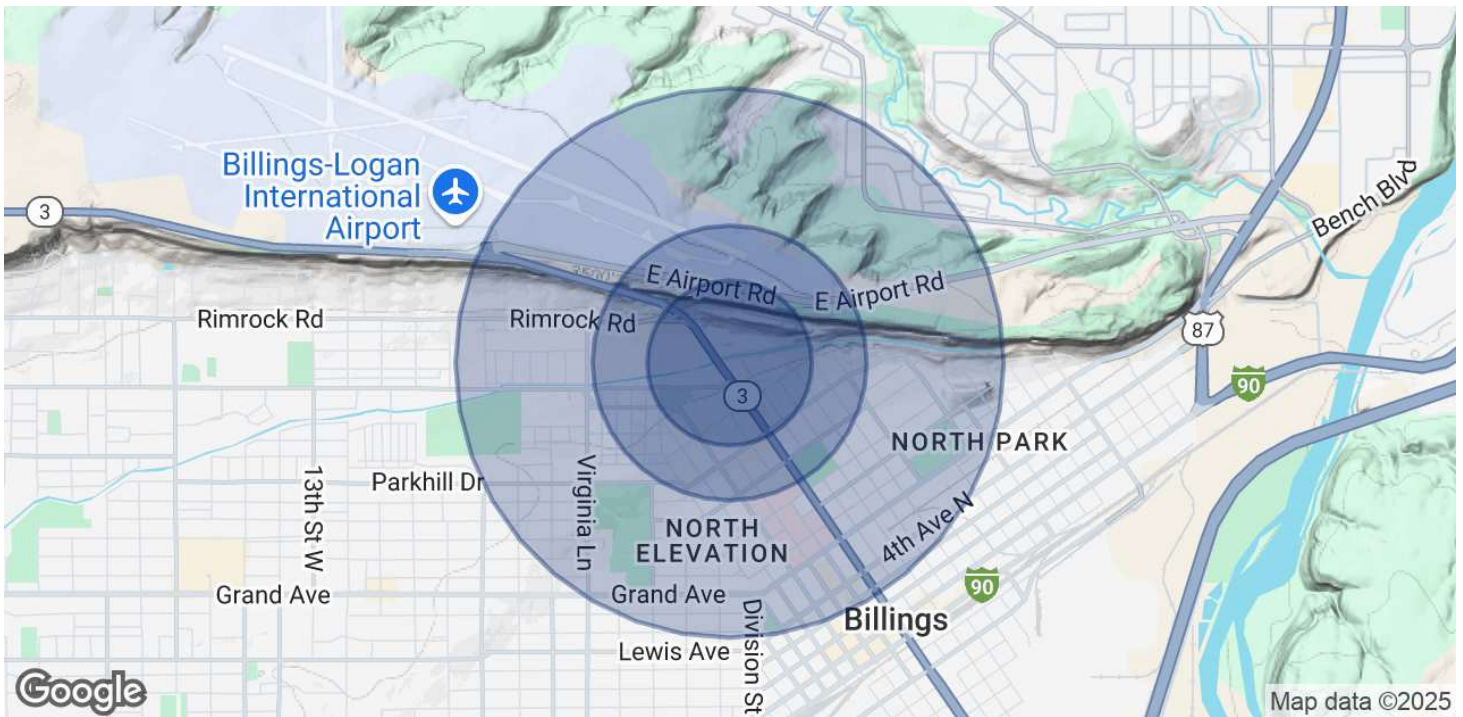 Billings-Logan
International
Airport
3
Bench Blvd
E Airport Rd
E Airport Rd
Rimrock Rd
Rimrock Rd
87
90
3
NORTH PARK
13th St W
Parkhill Dr
Virginia Ln
NORTH
ELEVATION
4th Ave N
90
Grand Ave
Grand Ave
Division St
Billings
Lewis Ave
Google
Map data ©2025